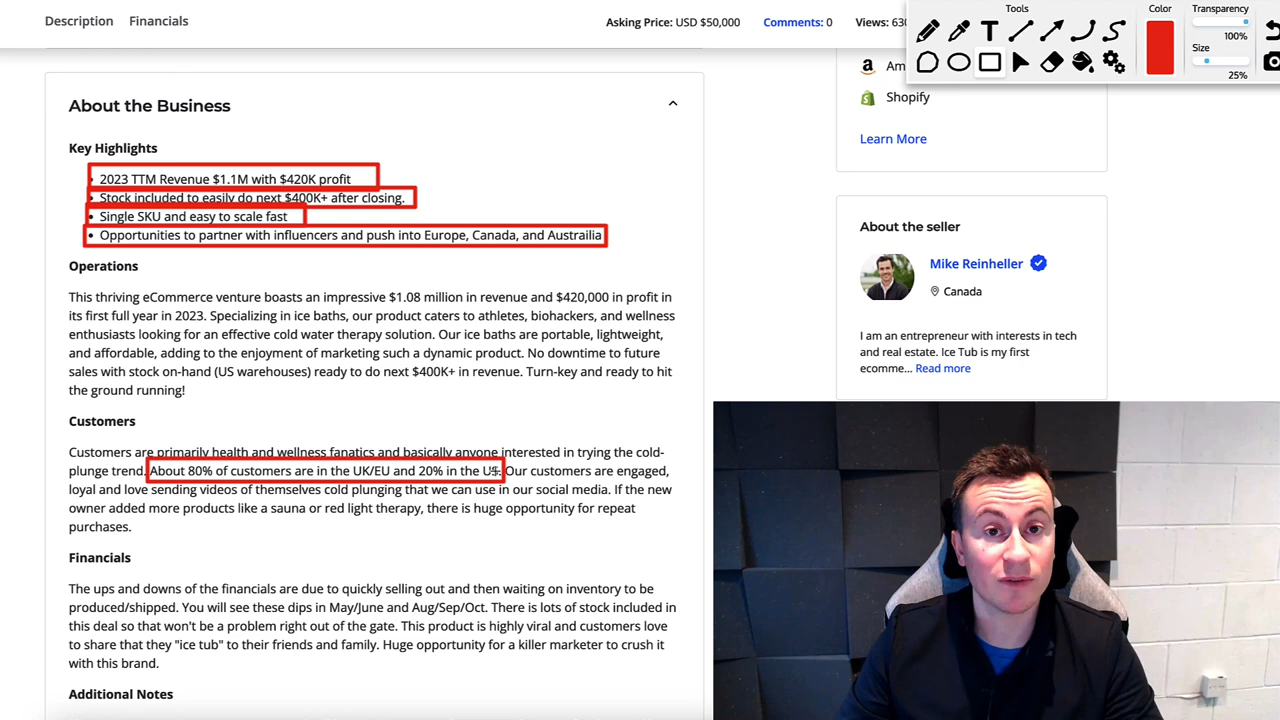 Description Financials Asking Price: USD $50,000 Comments: 0 Views: 630
Tools Color Transparency
100%
Size
25%
Am
Shopify
Learn More
About the Business
Key Highlights
• 2023 TTM Revenue $1.1M with $420K profit
• Stock included to easily do next $400K+ after closing.
• Single SKU and easy to scale fast
• Opportunities to partner with influencers and push into Europe, Canada, and Austrailia
Operations
This thriving eCommerce venture boasts an impressive $1.08 million in revenue and $420,000 in profit in
its first full year in 2023. Specializing in ice baths, our product caters to athletes, biohackers, and wellness
enthusiasts looking for an effective cold water therapy solution. Our ice baths are portable, lightweight,
and affordable, adding to the enjoyment of marketing such a dynamic product. No downtime to future
sales with stock on-hand (US warehouses) ready to do next $400K+ in revenue. Turn-key and ready to hit
the ground running!
Customers
Customers are primarily health and wellness fanatics and basically anyone interested in trying the cold-
plunge trend. About 80% of customers are in the UK/EU and 20% in the US. Our customers are engaged,
loyal and love sending videos of themselves cold plunging that we can use in our social media. If the new
owner added more products like a sauna or red light therapy, there is huge opportunity for repeat
purchases.
Financials
The ups and downs of the financials are due to quickly selling out and then waiting on inventory to be
produced/shipped. You will see these dips in May/June and Aug/Sep/Oct. There is lots of stock included in
this deal so that won't be a problem right out of the gate. This product is highly viral and customers love
to share that they "ice tub" to their friends and family. Huge opportunity for a killer marketer to crush it
with this brand.
Additional Notes
About the seller
Mike Reinheller
Canada
I am an entrepreneur with interests in tech
and real estate. Ice Tub is my first
ecomme... Read more